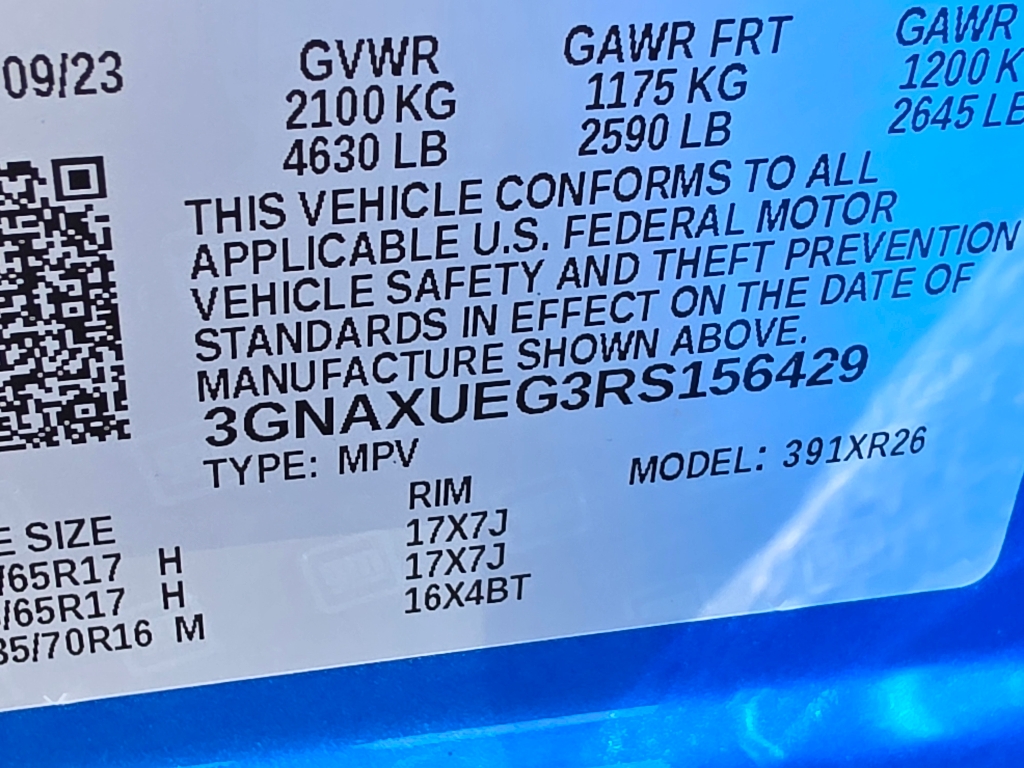 09/23
GVWR
2100 KG
4630 LB
GAWR FRT
1175 KG
2590 LB
GAWR
1200 K
2645 LB
THIS VEHICLE CONFORMS TO ALL
APPLICABLE U.S. FEDERAL MOTOR
VEHICLE SAFETY AND THEFT PREVENTION
STANDARDS IN EFFECT ON THE DATE OF
MANUFACTURE SHOWN ABOVE.
3GNAXUEG3RS156429
TYPE: MPV MODEL: 391XR26
E SIZE RIM
/65R17 H 17X7J
/65R17 H 17X7J
35/70R16 M 16X4BT